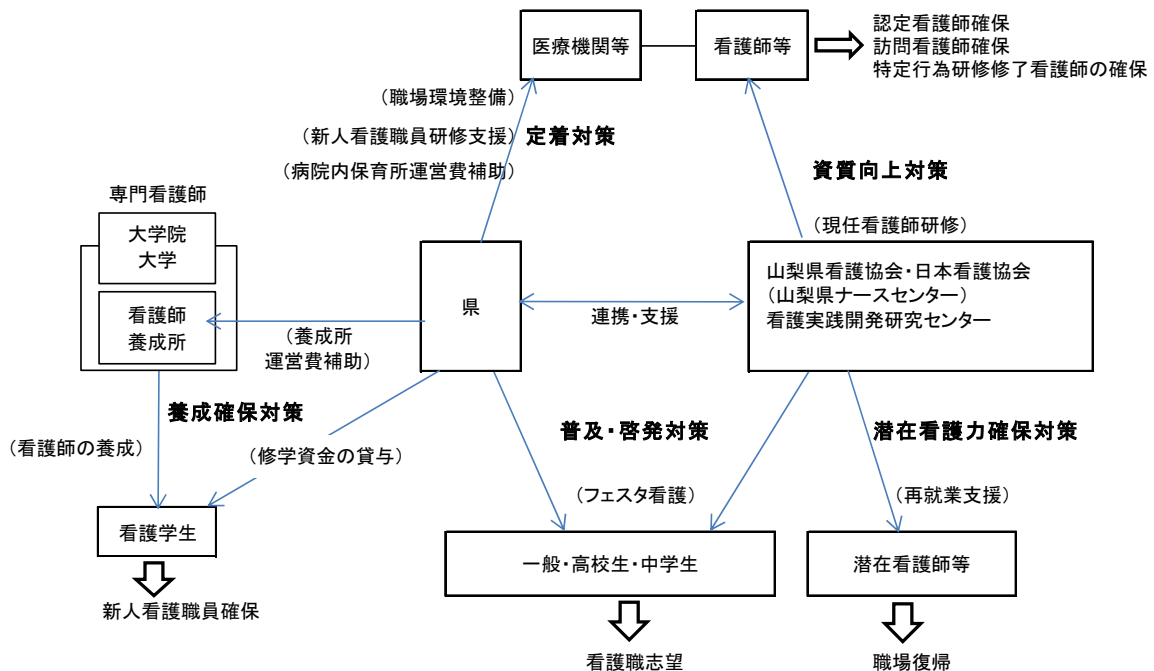 医療機関等
看護師等
認定看護師確保
訪問看護師確保
特定行為研修修了看護師の確保
（職場環境整備）
（新人看護職員研修支援）
定着対策
（病院内保育所運営費補助）
資質向上対策
（現任看護師研修）
専門看護師
大学院
大学
看護師
養成所
県
山梨県看護協会・日本看護協会
（山梨県ナースセンター）
看護実践開発研究センター
連携・支援
（養成所
運営費補助）
養成確保対策
（看護師の養成）
（修学資金の貸与）
普及・啓発対策
潜在看護力確保対策
（フェスタ看護）
（再就業支援）
看護学生
一般・高校生・中学生
潜在看護師等
新人看護職員確保
看護職志望
職場復帰